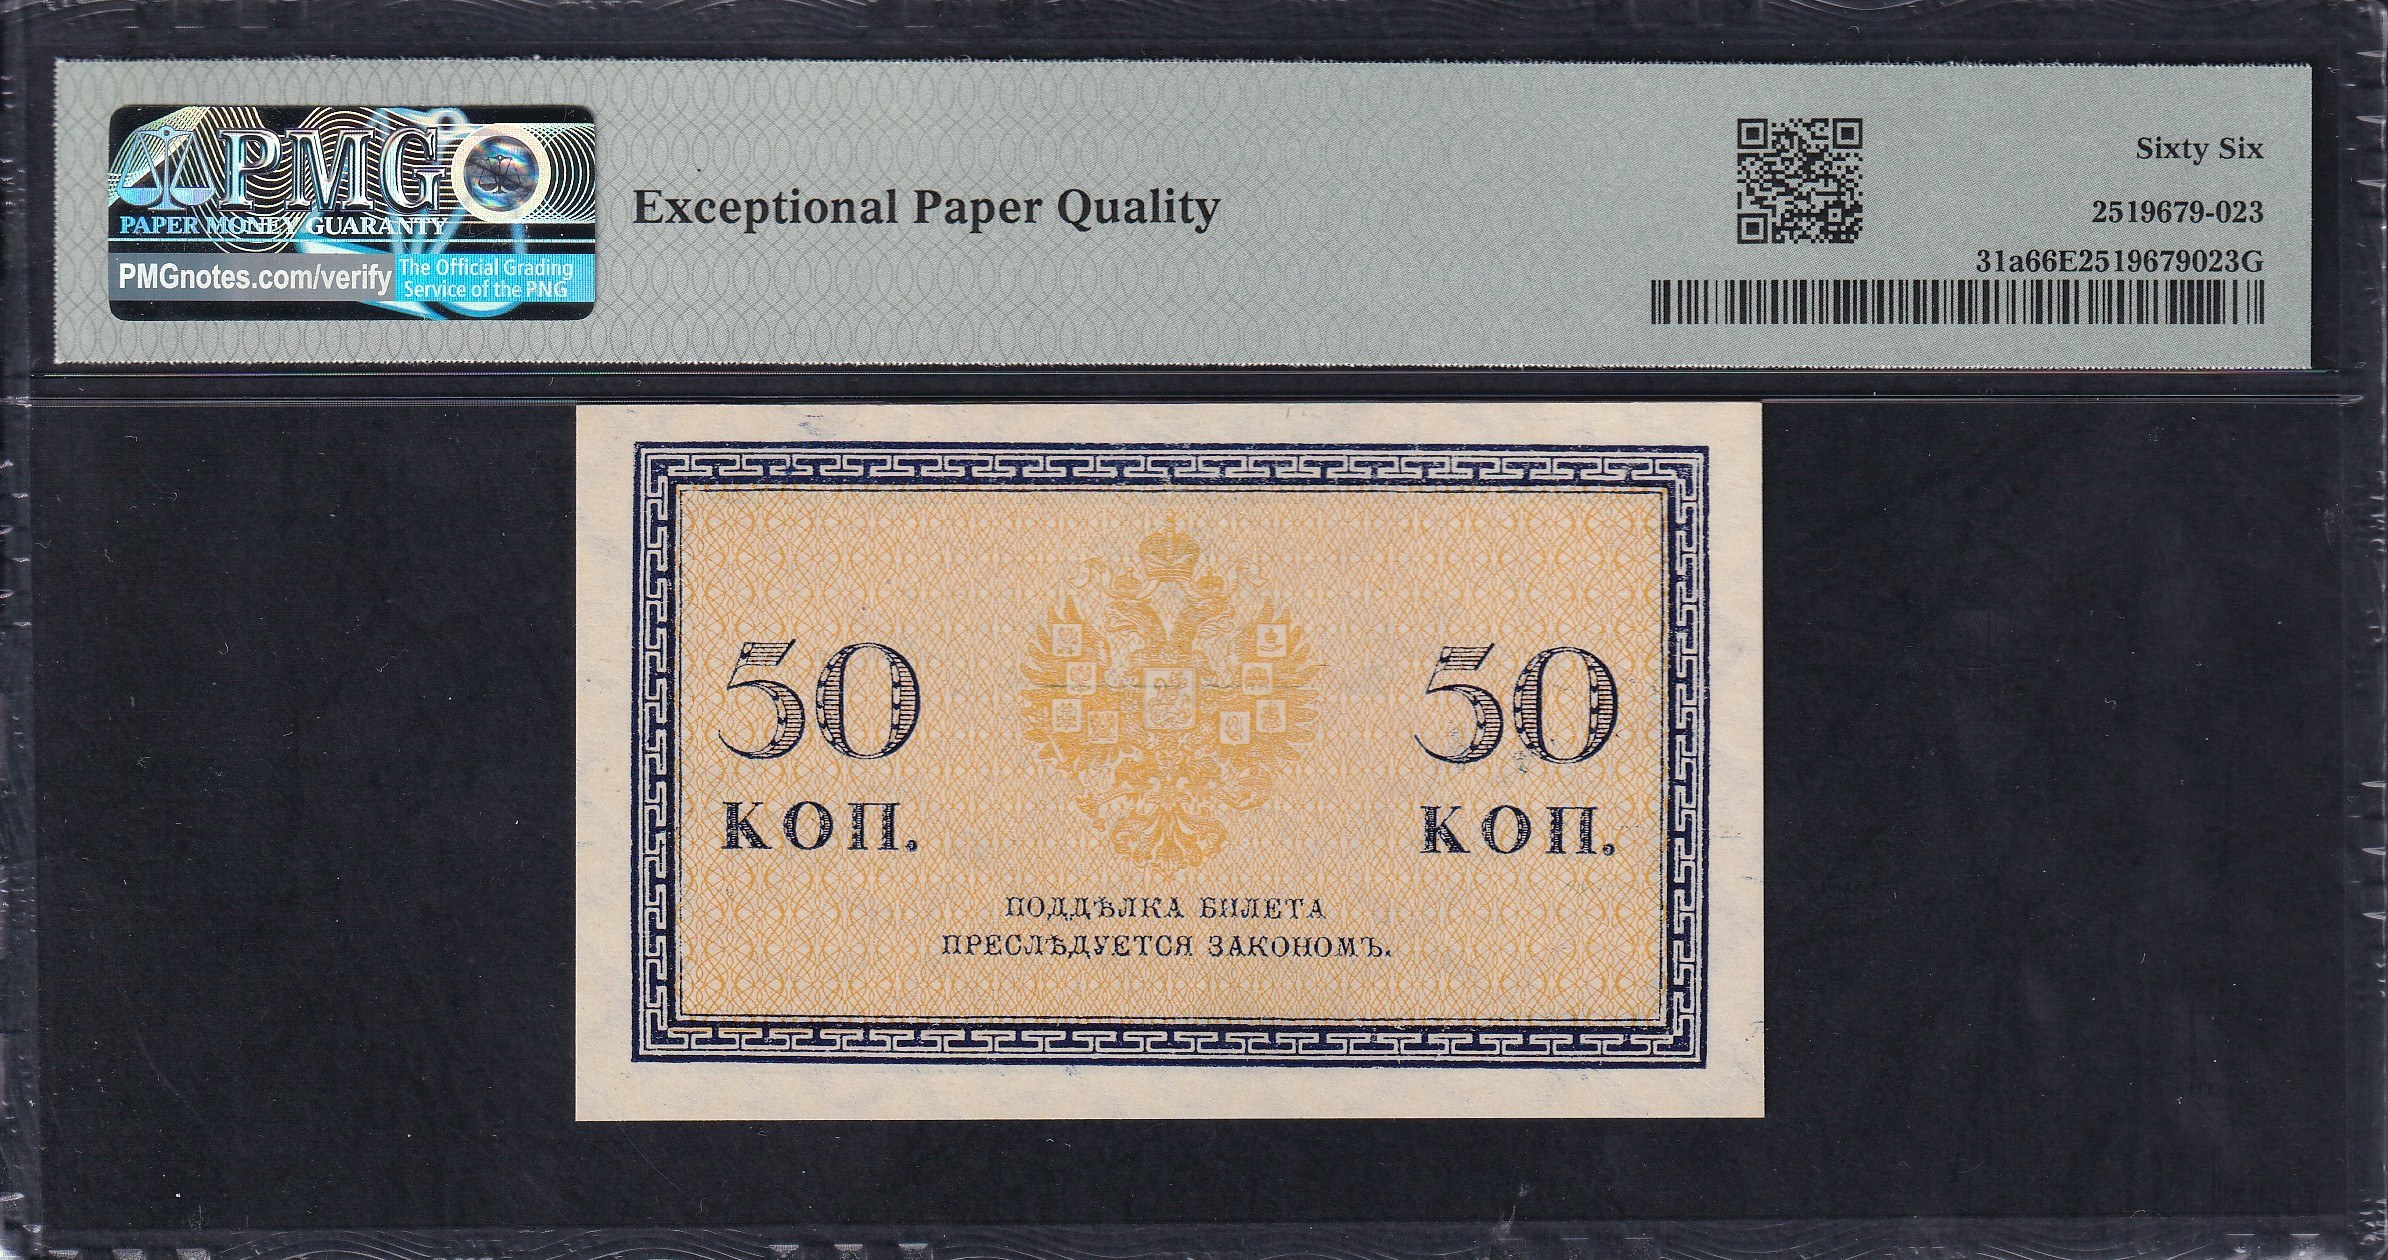 PMG
PAPER MONEY GUARANTY
PMGnotes.com/verify
The Official Grading
Service of the PNG
Exceptional Paper Quality
Sixty Six
2519679-023
31a66E2519679023G
50 50
КОП. КОП.
ПОДДѢЛКА БИЛЕТА
ПРЕСЛѢДУЕТСЯ ЗАКОНОМЪ.